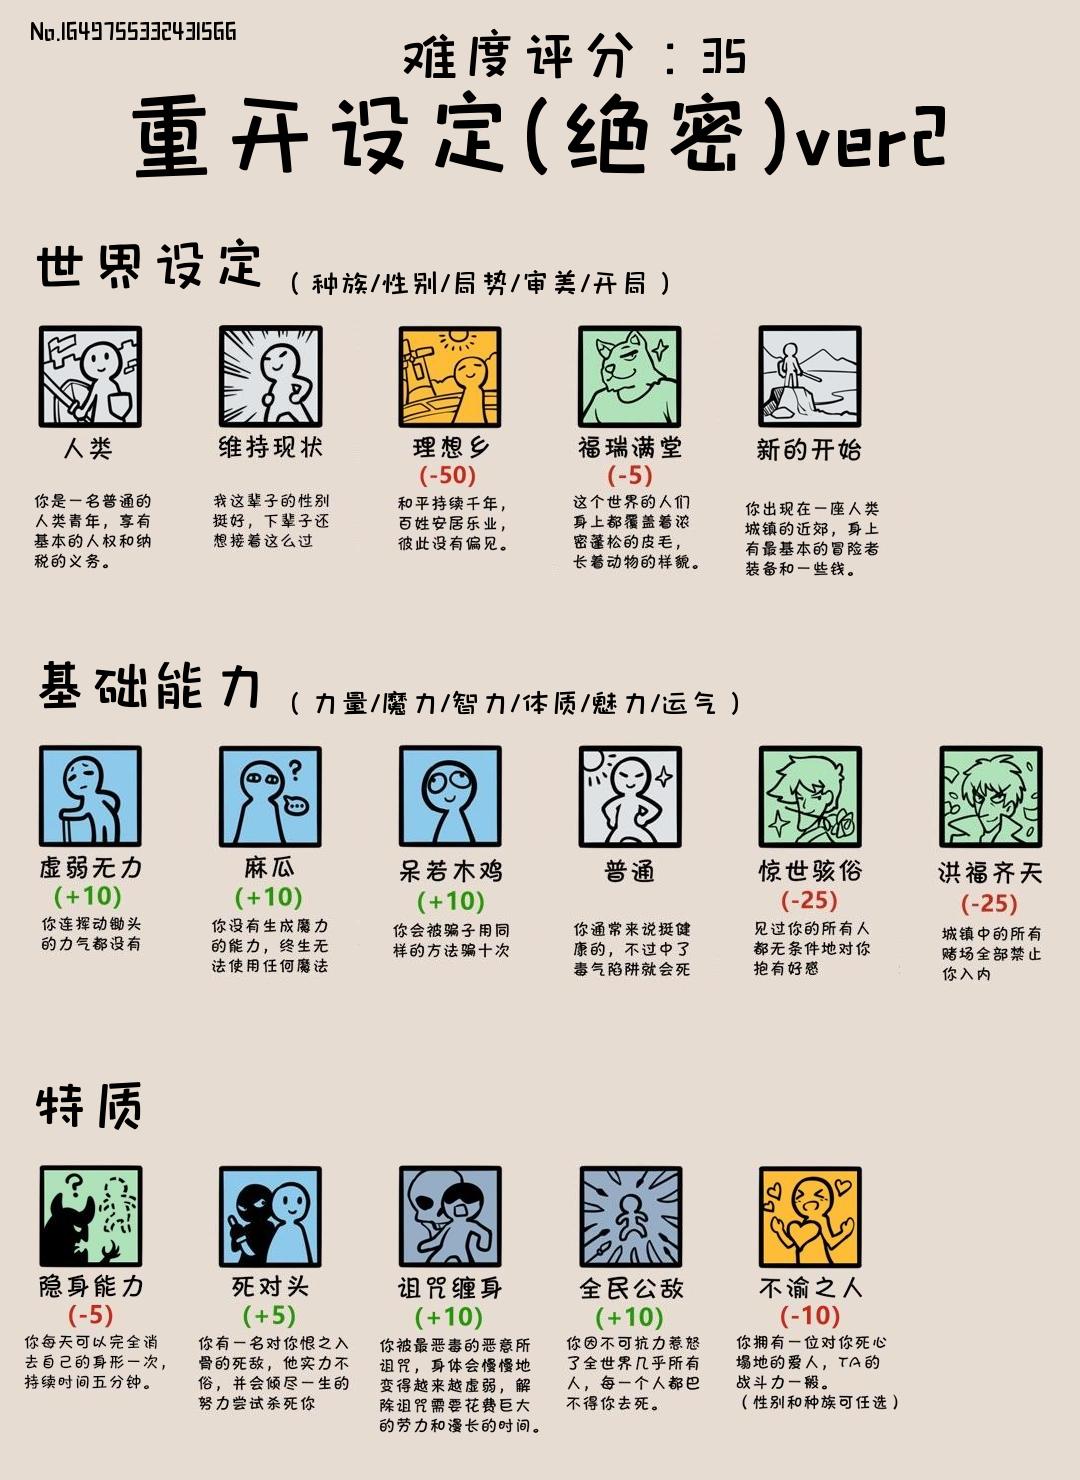 No.1649755332431566
难度评分：35
重开设定(绝密)ver2
世界设定（种族/性别/局势/审美/开局）
人类
你是一名普通的
人类青年，享有
基本的人权和纳
税的义务。
维持现状
我这辈子的性别
挺好，下辈子还
想接着这么过
理想乡
(-50)
和平持续千年，
百姓安居乐业，
彼此没有偏见。
福瑞满堂
(-5)
这个世界的人们
身上都覆盖着浓
密蓬松的皮毛，
长着动物的样貌。
新的开始
你出现在一座人类
城镇的近郊，身上
有最基本的冒险者
装备和一些钱。
基础能力（力量/魔力/智力/体质/魅力/运气）
虚弱无力
(+10)
你连挥动锄头
的力气都没有
麻瓜
(+10)
你没有生成魔力
的能力，终生无
法使用任何魔法
呆若木鸡
(+10)
你会被骗子用同
样的方法骗十次
普通
你通常来说挺健
康的，不过中了
毒气陷阱就会死
惊世骇俗
(-25)
见过你的所有人
都无条件地对你
抱有好感
洪福齐天
(-25)
城镇中的所有
赌场全部禁止
你入内
特质
隐身能力
(-5)
你每天可以完全消
去自己的身形一次，
持续时间五分钟。
死对头
(+5)
你有一名对你恨之入
骨的死敌，他实力不
俗，并会倾尽一生的
努力尝试杀死你
诅咒缠身
(+10)
你被最恶毒的恶意所
诅咒，身体会慢慢地
变得越来越虚弱，解
除诅咒需要花费巨大
的劳力和漫长的时间。
全民公敌
(+10)
你因不可抗力惹怒
了全世界几乎所有
人，每一个人都巴
不得你去死。
不渝之人
(-10)
你拥有一位对你死心
塌地的爱人，TA的
战斗力一般。
（性别和种族可任选）